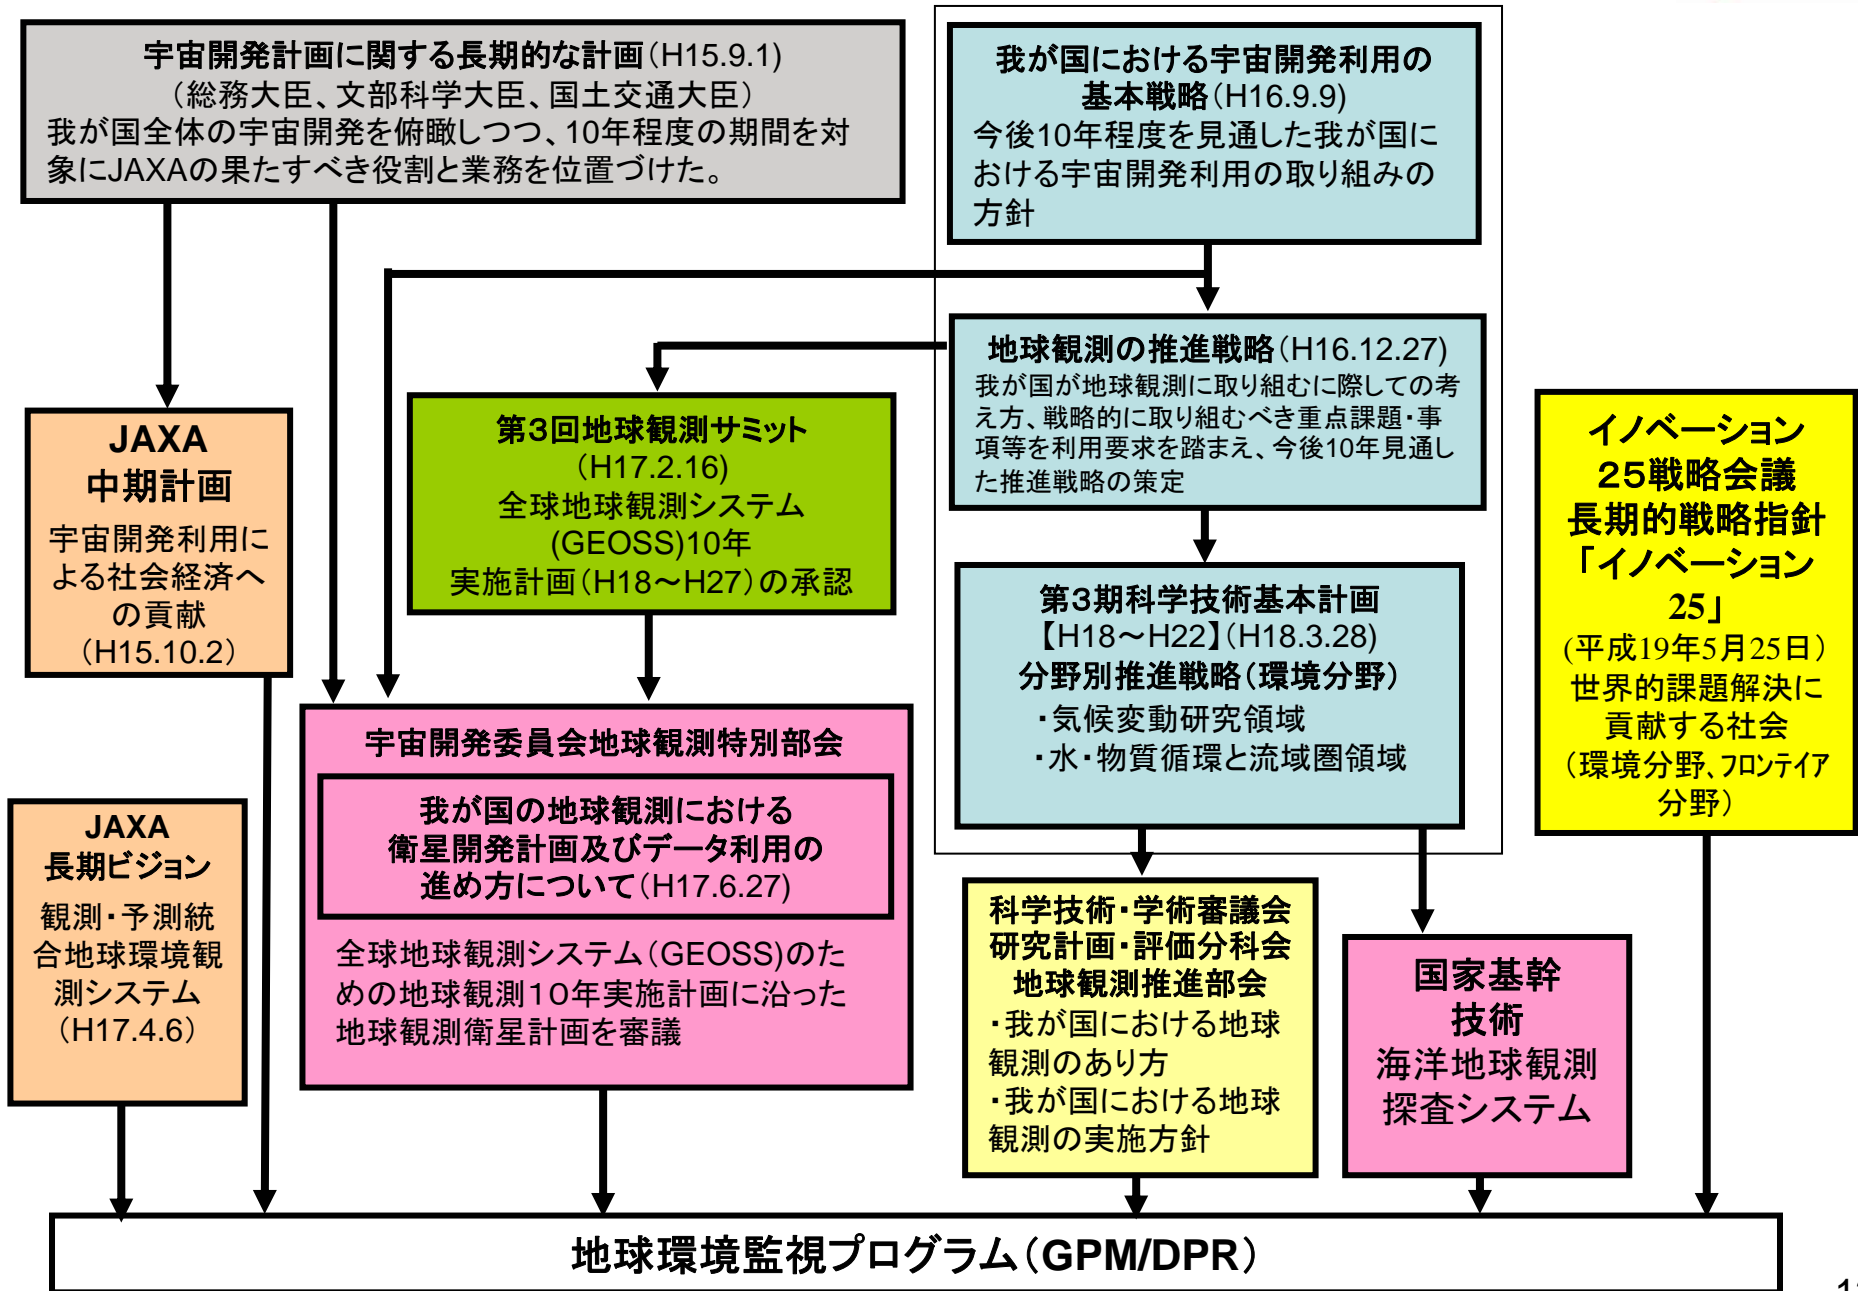 宇宙開発計画に関する長期的な計画(H15.9.1)
（総務大臣、文部科学大臣、国土交通大臣）
我が国全体の宇宙開発を俯瞰しつつ、10年程度の期間を対
象にJAXAの果たすべき役割と業務を位置づけた。
我が国における宇宙開発利用の
基本戦略(H16.9.9)
今後10年程度を見通した我が国に
おける宇宙開発利用の取り組みの
方針
地球観測の推進戦略(H16.12.27)
我が国が地球観測に取り組むに際しての考
え方、戦略的に取り組むべき重点課題・事
項等を利用要求を踏まえ、今後10年見通し
た推進戦略の策定
JAXA
中期計画
宇宙開発利用に
よる社会経済へ
の貢献
（H15.10.2）
第3回地球観測サミット
（H17.2.16)
全球地球観測システム
(GEOSS)10年
実施計画(H18～H27)の承認
イノベーション
25戦略会議
長期的戦略指針
「イノベーション
25」
(平成19年5月25日）
世界的課題解決に
貢献する社会
（環境分野、フロンテイア
分野）
第3期科学技術基本計画
【H18～H22】(H18.3.28)
分野別推進戦略(環境分野)
・気候変動研究領域
・水・物質循環と流域圏領域
宇宙開発委員会地球観測特別部会
我が国の地球観測における
衛星開発計画及びデータ利用の
進め方について(H17.6.27)
全球地球観測システム(GEOSS)のた
めの地球観測10年実施計画に沿った
地球観測衛星計画を審議
JAXA
長期ビジョン
観測・予測統
合地球環境観
測システム
（H17.4.6）
科学技術・学術審議会
研究計画・評価分科会
地球観測推進部会
・我が国における地球
観測のあり方
・我が国における地球
観測の実施方針
国家基幹
技術
海洋地球観測
探査システム
地球環境監視プログラム(GPM/DPR)